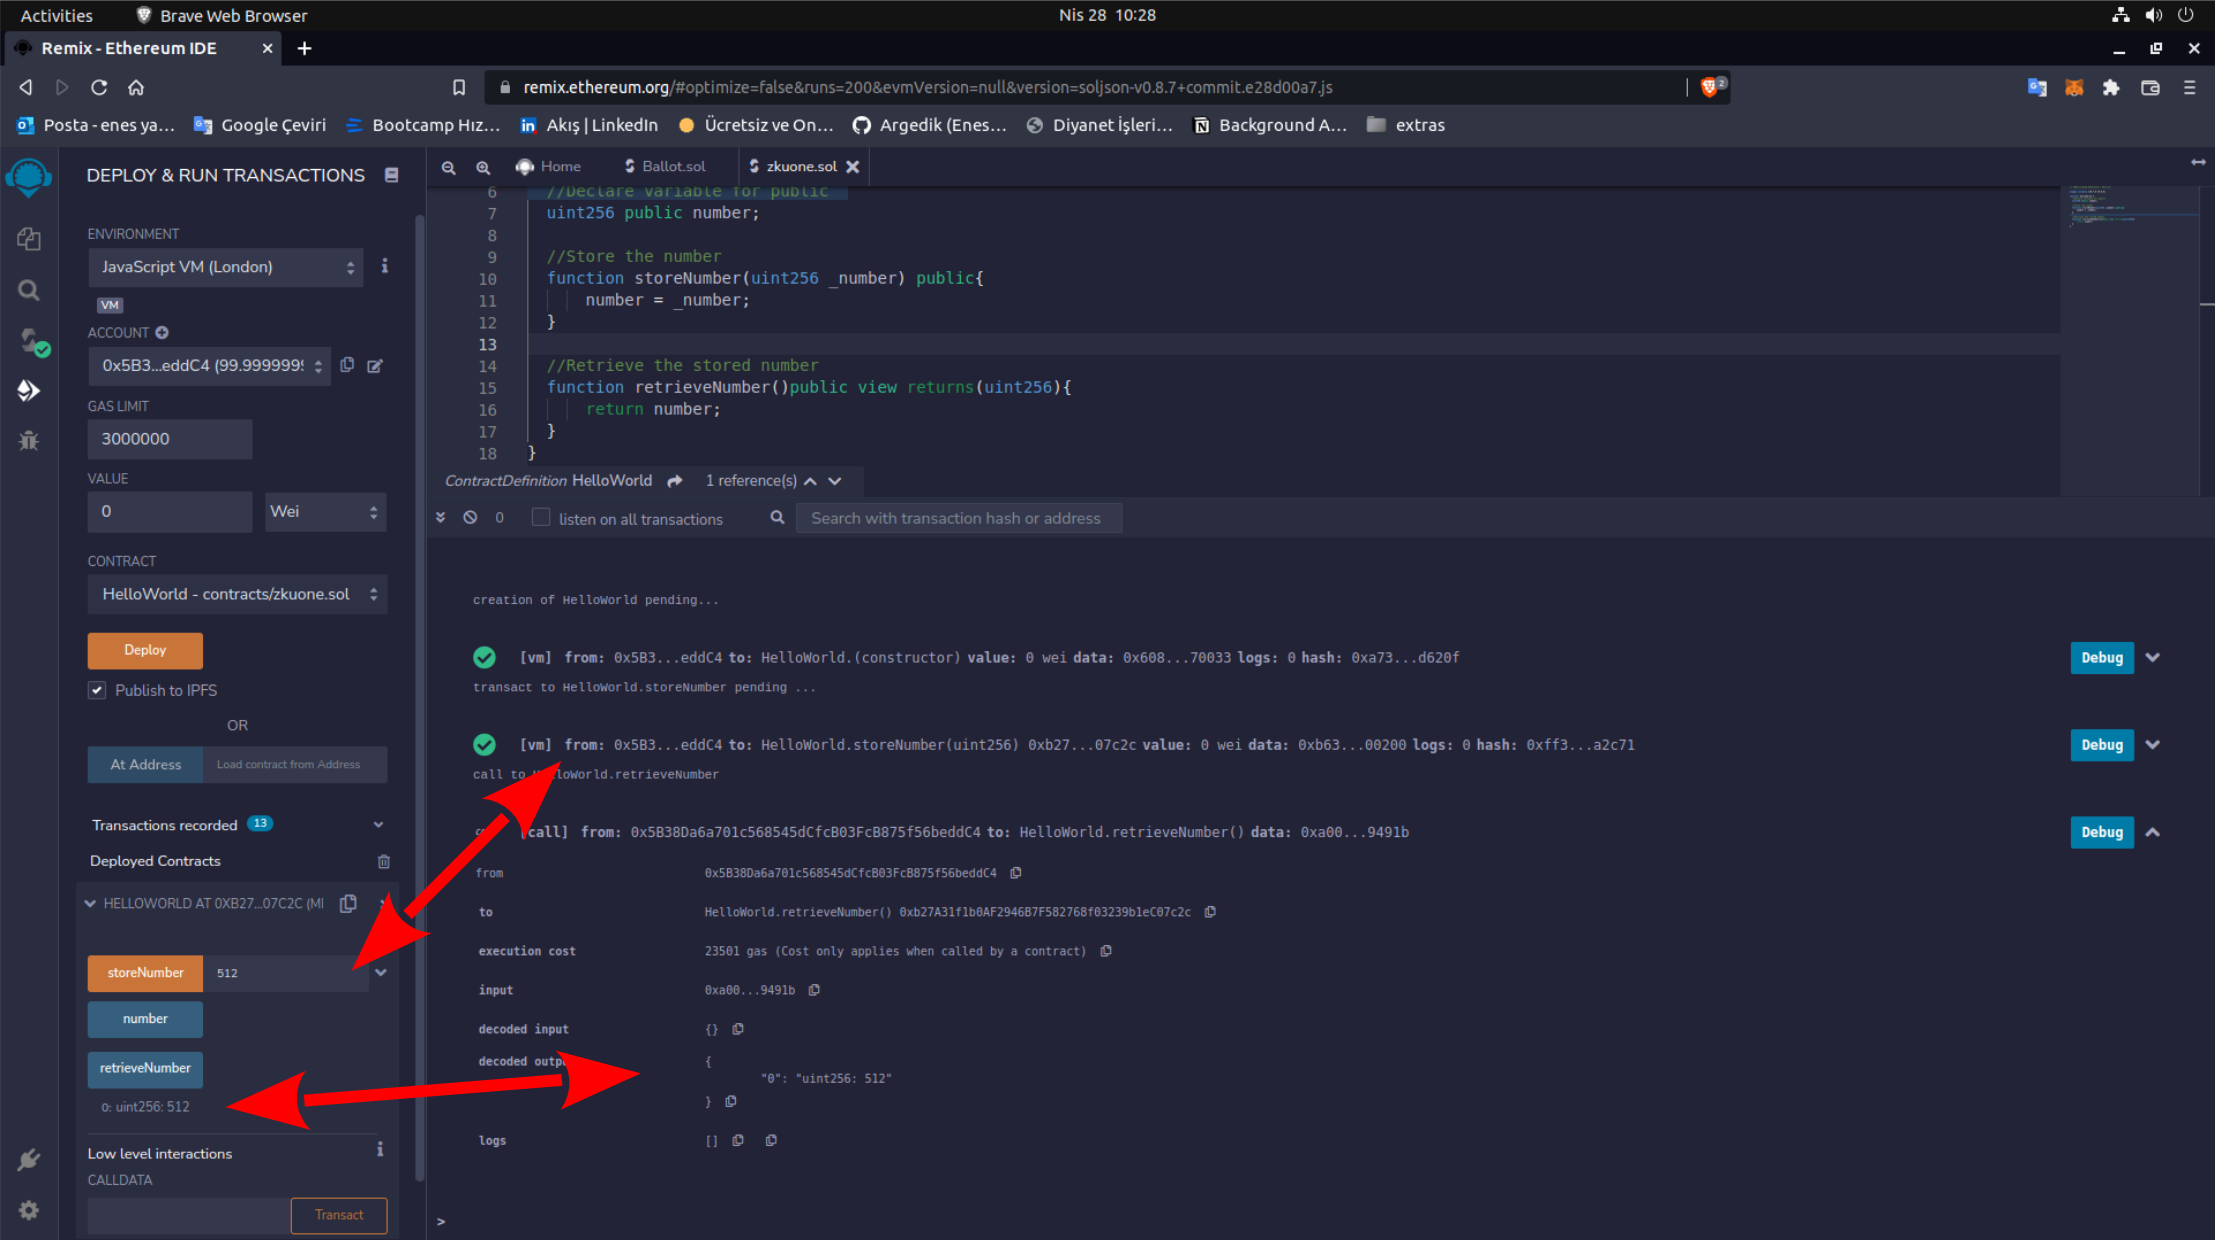 Activities
Brave Web Browser
Nis 28 10:28
Remix - Ethereum IDE
remix.ethereum.org/#optimize=false&runs=200&evmVersion=null&version=soljson-v0.8.7+commit.e28d00a7.js
2
Posta - enes ya...
Google Çeviri
Bootcamp Hız...
Akış | LinkedIn
Ücretsiz ve On...
Argedik (Enes...
Diyanet İşleri...
Background A...
extras
DEPLOY & RUN TRANSACTIONS
ENVIRONMENT
JavaScript VM (London)
VM
ACCOUNT
0x5B3...eddC4 (99.9999999
GAS LIMIT
3000000
VALUE
0
Wei
CONTRACT
HelloWorld - contracts/zkuone.sol
Deploy
Publish to IPFS
OR
At Address
Load contract from Address
Transactions recorded 13
Deployed Contracts
HELLOWORLD AT 0XB27...07C2C (MI
storeNumber 512
number
retrieveNumber
0: uint256: 512
Low level interactions
CALLDATA
Transact
Home
Ballot.sol
zkuone.sol
6 //Declare variable for public
7 uint256 public number;
8
9 //Store the number
10 function storeNumber(uint256 _number) public{
11 number = _number;
12 }
13
14 //Retrieve the stored number
15 function retrieveNumber()public view returns(uint256){
16 return number;
17 }
18 }
ContractDefinition HelloWorld 1 reference(s)
0
listen on all transactions
Search with transaction hash or address
creation of HelloWorld pending...
[vm] from: 0x5B3...eddC4 to: HelloWorld.(constructor) value: 0 wei data: 0x608...70033 logs: 0 hash: 0xa73...d620f
Debug
transact to HelloWorld.storeNumber pending ...
[vm] from: 0x5B3...eddC4 to: HelloWorld.storeNumber(uint256) 0xb27...07c2c value: 0 wei data: 0xb63...00200 logs: 0 hash: 0xff3...a2c71
Debug
call to HelloWorld.retrieveNumber
[call] from: 0x5B38Da6a701c568545dCfcB03FcB875f56beddC4 to: HelloWorld.retrieveNumber() data: 0xa00...9491b
Debug
from 0x5B38Da6a701c568545dCfcB03FcB875f56beddC4
to HelloWorld.retrieveNumber() 0xb27A31f1b0AF2946B7F582768f03239b1eC07c2c
execution cost 23501 gas (Cost only applies when called by a contract)
input 0xa00...9491b
decoded input {}
decoded outp {
"0": "uint256: 512"
}
logs []
>